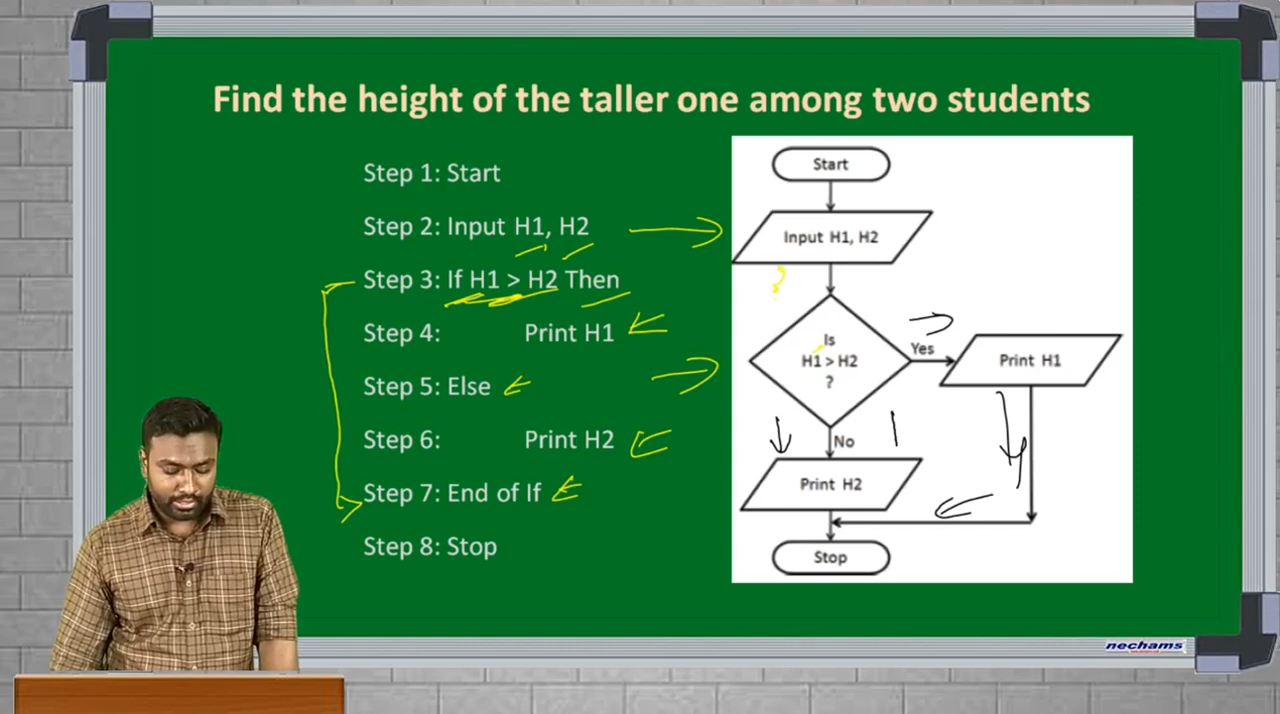 Find the height of the taller one among two students
Step 1: Start
Step 2: Input H1, H2
Step 3: If H1 > H2 Then
Step 4: Print H1
Step 5: Else
Step 6: Print H2
Step 7: End of If
Step 8: Stop
Start
Input H1, H2
?
Is
H1 > H2
?
Yes
Print H1
No
Print H2
Stop
nechams